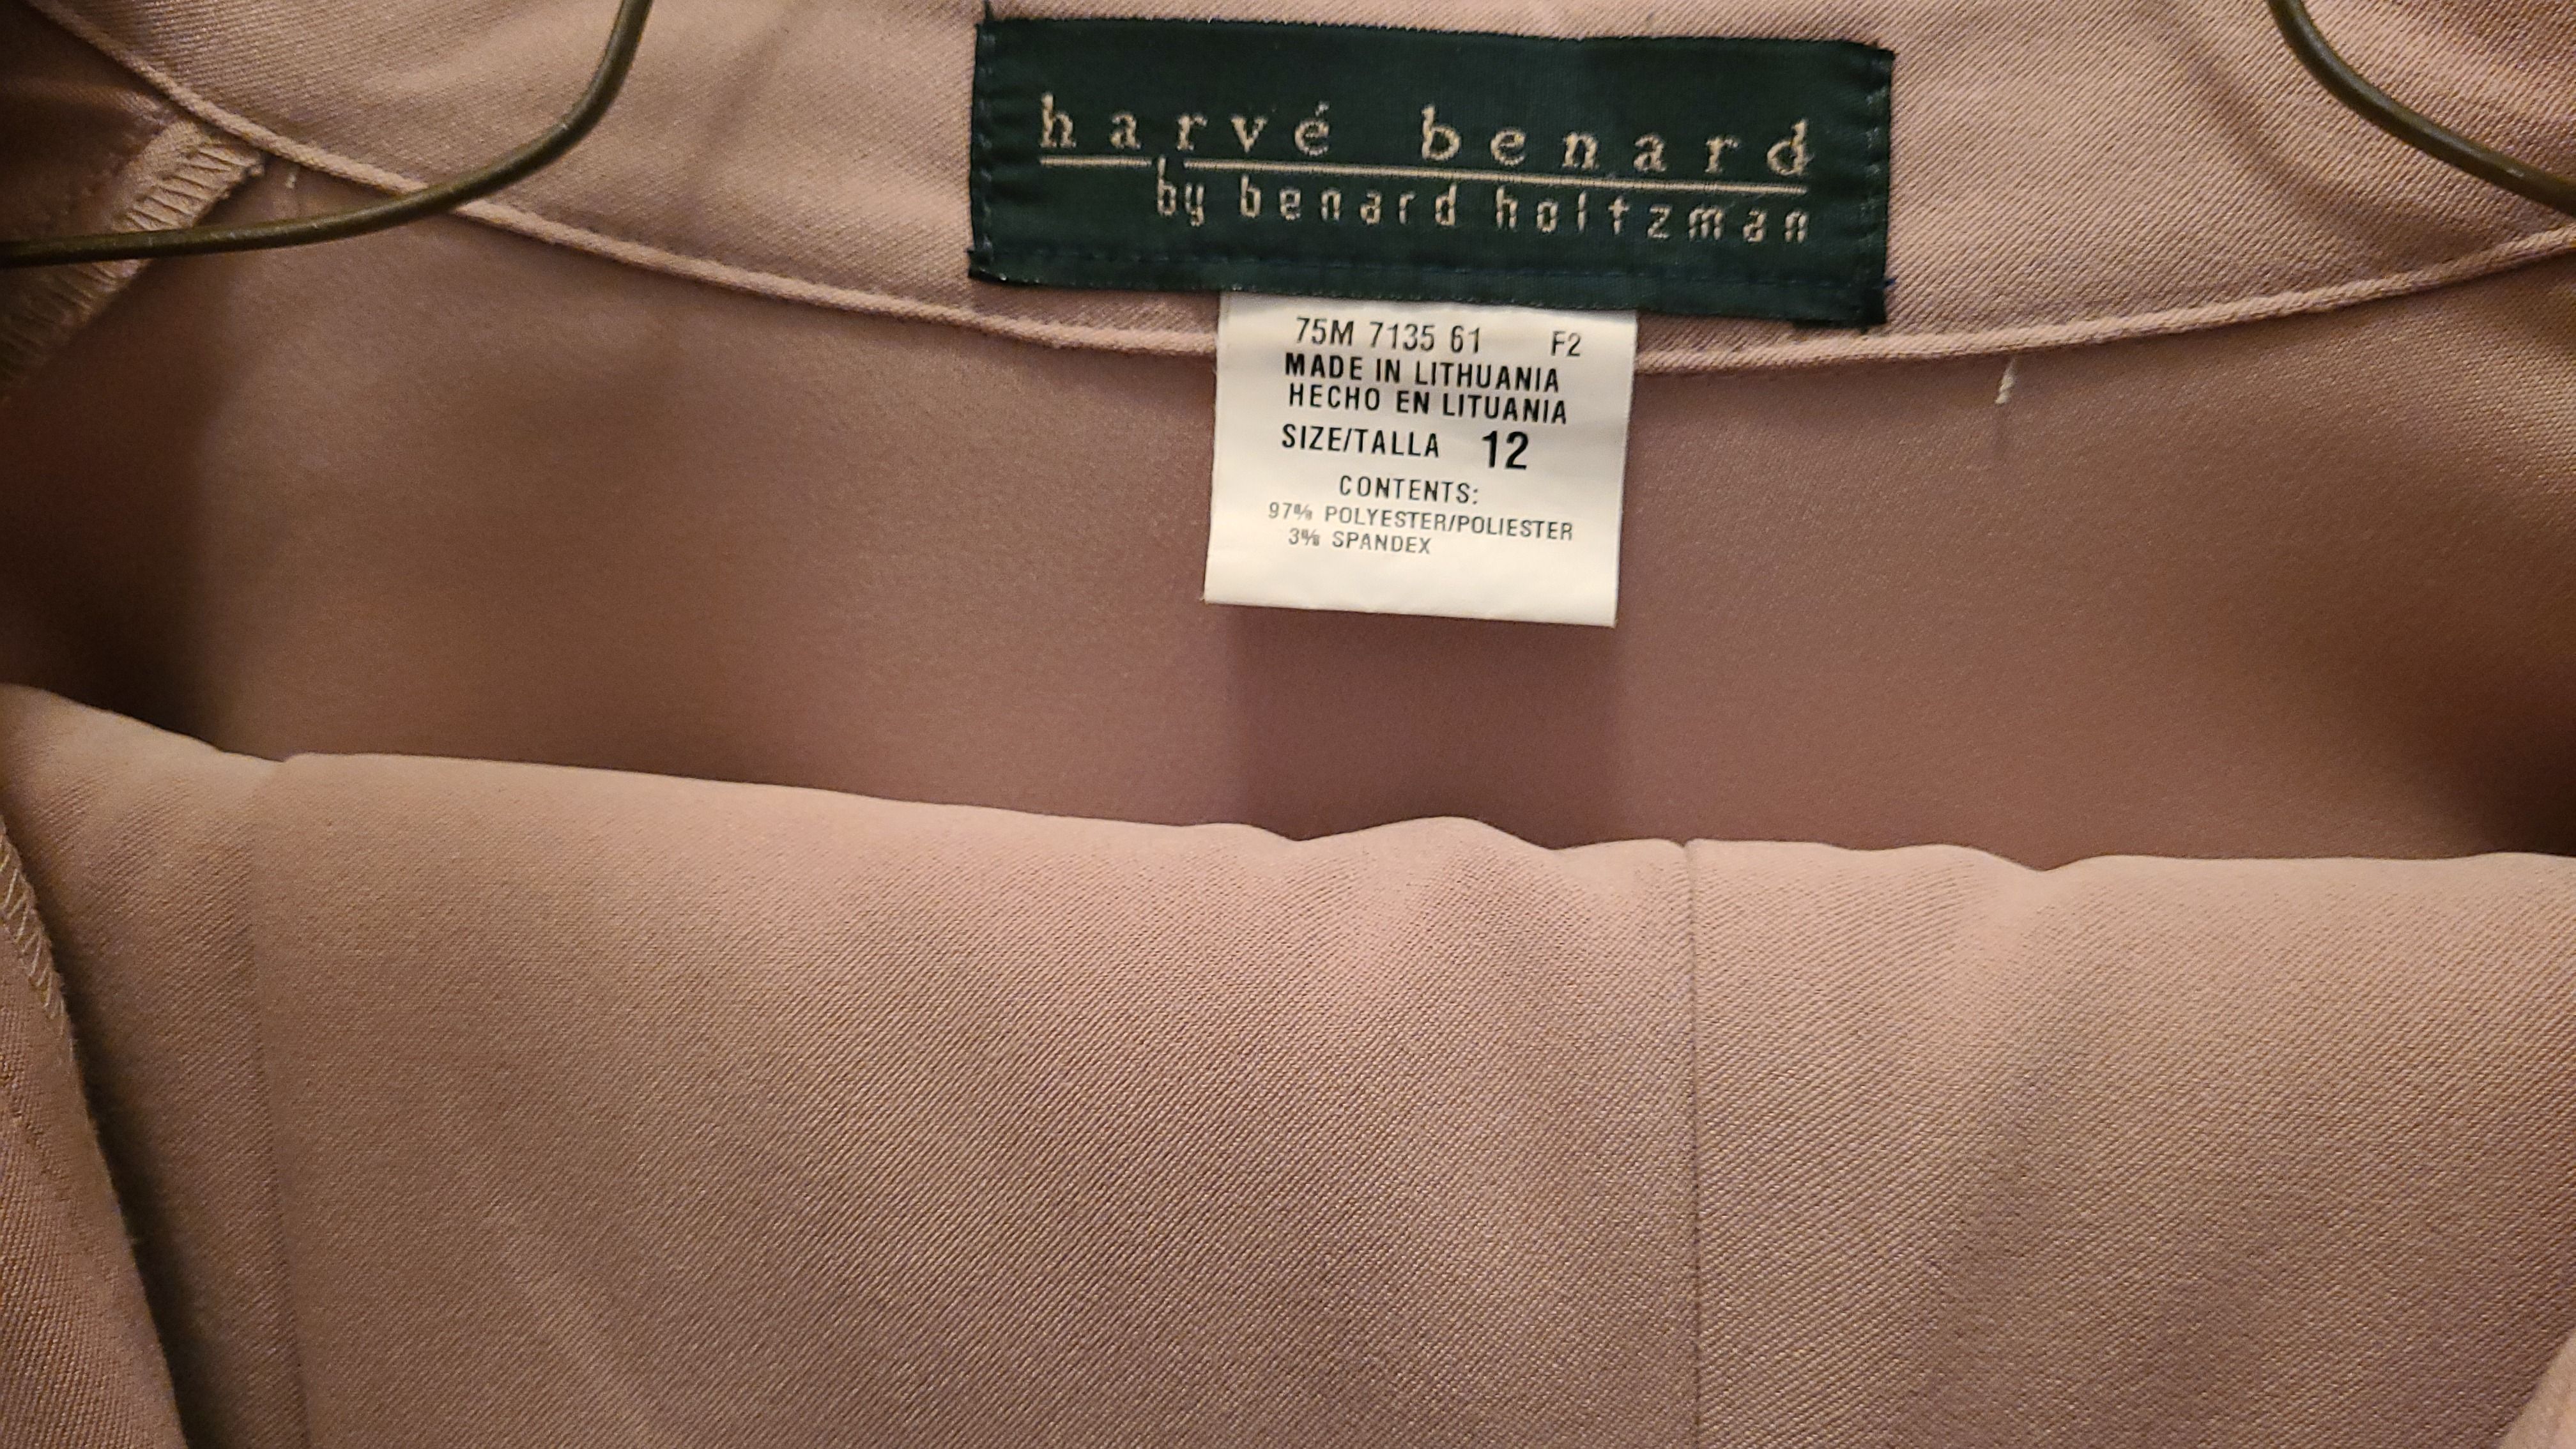 harvé benard
by benard holtzman
75M 7135 61 F2
MADE IN LITHUANIA
HECHO EN LITUANIA
SIZE/TALLA 12
CONTENTS:
97% POLYESTER/POLIESTER
3% SPANDEX